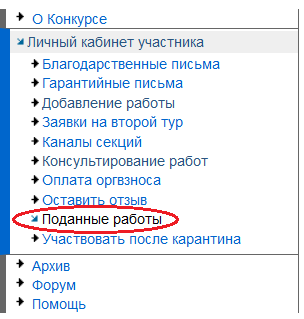 О Конкурсе
Личный кабинет участника
Благодарственные письма
Гарантийные письма
Добавление работы
Заявки на второй тур
Каналы секций
Консультирование работ
Оплата оргвзноса
Оставить отзыв
Поданные работы
Участвовать после карантина
Архив
Форум
Помощь